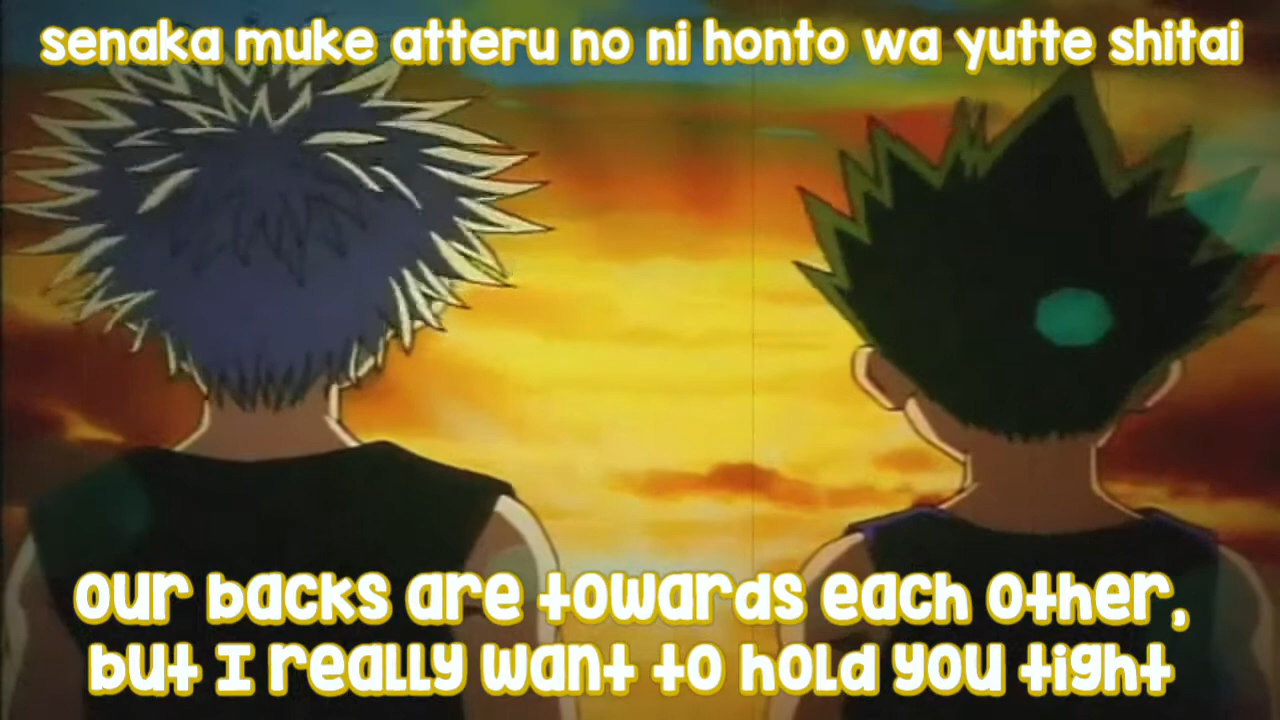 senaka muke atteru no ni honto wa yutte shitai
our backs are towards each other,
but I really want to hold you tight